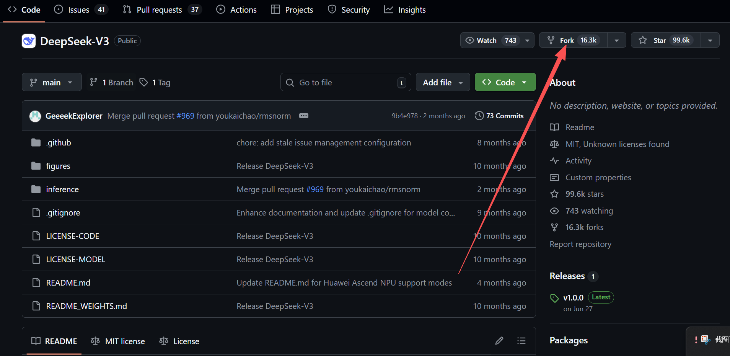 Code Issues 41 Pull requests 37 Actions Projects Security Insights
DeepSeek-V3 Public Watch 743 Fork 16.3k Star 99.6k
main 1 Branch 1 Tag Go to file t Add file Code
About
GeeeekExplorer Merge pull request #969 from youkaichao/rmsnorm 9b4e978 · 2 months ago 73 Commits
No description, website, or topics provided.
.github chore: add stale issue management configuration 8 months ago
Readme
MIT, Unknown licenses found
figures Release DeepSeek-V3 10 months ago
Activity
Custom properties
inference Merge pull request #969 from youkaichao/rmsnorm 2 months ago
99.6k stars
.gitignore Enhance documentation and update .gitignore for model co... 9 months ago
743 watching
16.3k forks
LICENSE-CODE Release DeepSeek-V3 10 months ago
Report repository
LICENSE-MODEL Release DeepSeek-V3 10 months ago
Releases 1
README.md Update README.md for Huawei Ascend NPU support modes 4 months ago
v1.0.0 Latest
on Jun 27
README_WEIGHTS.md Release DeepSeek-V3 10 months ago
README MIT license License
Packages